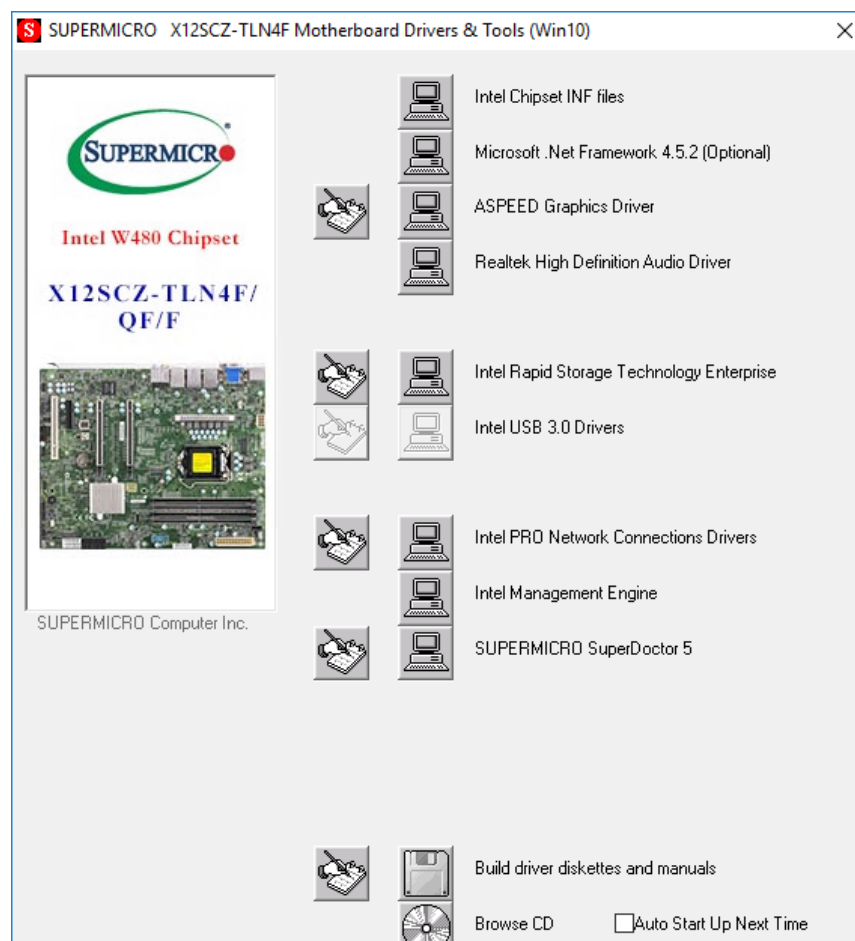 SUPERMICRO X12SCZ-TLN4F Motherboard Drivers & Tools (Win10)
SUPERMICRO
Intel W480 Chipset
X12SCZ-TLN4F/
QF/F
SUPERMICRO Computer Inc.
Intel Chipset INF files
Microsoft .Net Framework 4.5.2 (Optional)
ASPEED Graphics Driver
Realtek High Definition Audio Driver
Intel Rapid Storage Technology Enterprise
Intel USB 3.0 Drivers
Intel PRO Network Connections Drivers
Intel Management Engine
SUPERMICRO SuperDoctor 5
Build driver diskettes and manuals
Browse CD
Auto Start Up Next Time